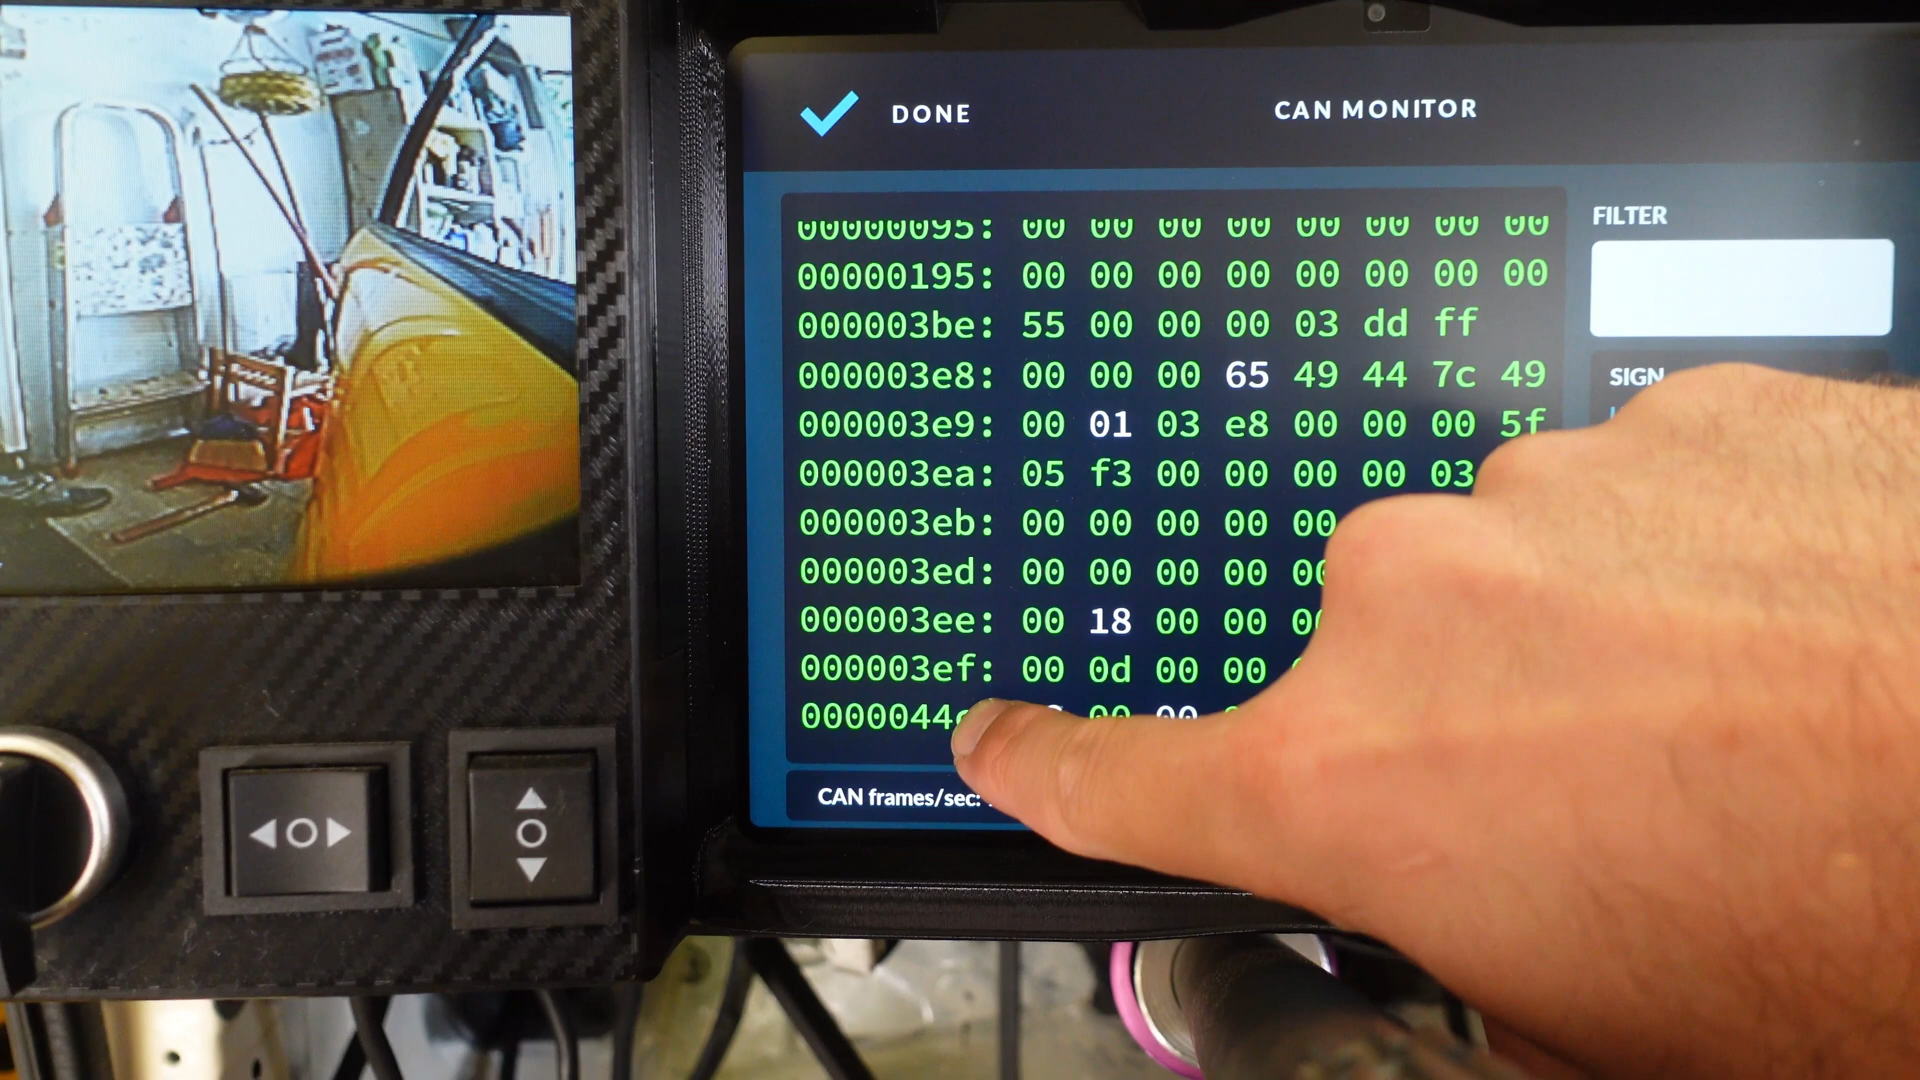 DONE
CAN MONITOR
00000095: 00 00 00 00 00 00 00 00
00000195: 00 00 00 00 00 00 00 00
000003be: 55 00 00 00 03 dd ff
000003e8: 00 00 00 65 49 44 7c 49
000003e9: 00 01 03 e8 00 00 00 5f
000003ea: 05 f3 00 00 00 00 03
000003eb: 00 00 00 00 00
000003ed: 00 00 00 00 00
000003ee: 00 18 00 00 00
000003ef: 00 0d 00 00
00 00
CAN frames/sec:
FILTER
SIGN